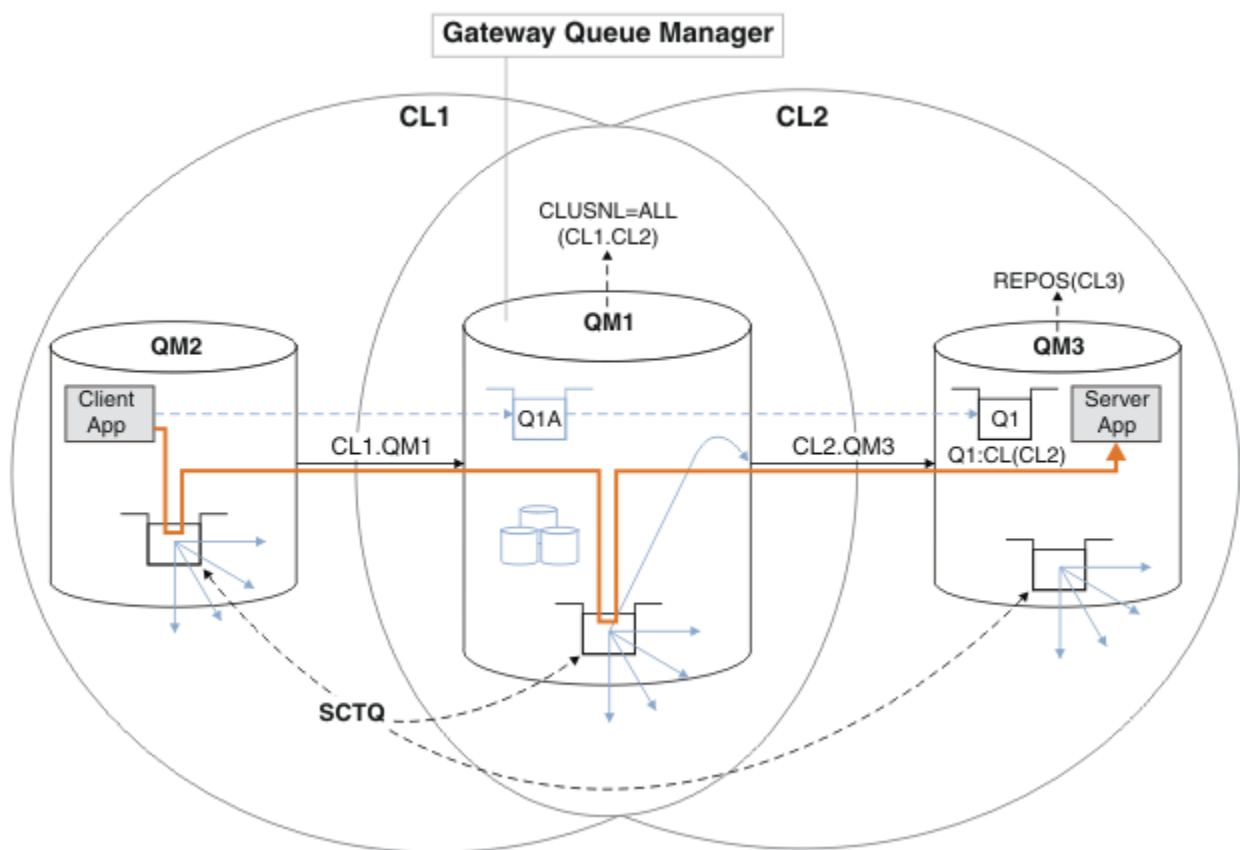 Gateway Queue Manager
CL1
CL2
CLUSNL=ALL
(CL1.CL2)
REPOS(CL3)
QM2
QM1
QM3
Client
App
Q1A
Q1
Server
App
CL1.QM1
CL2.QM3
Q1:CL(CL2)
SCTQ